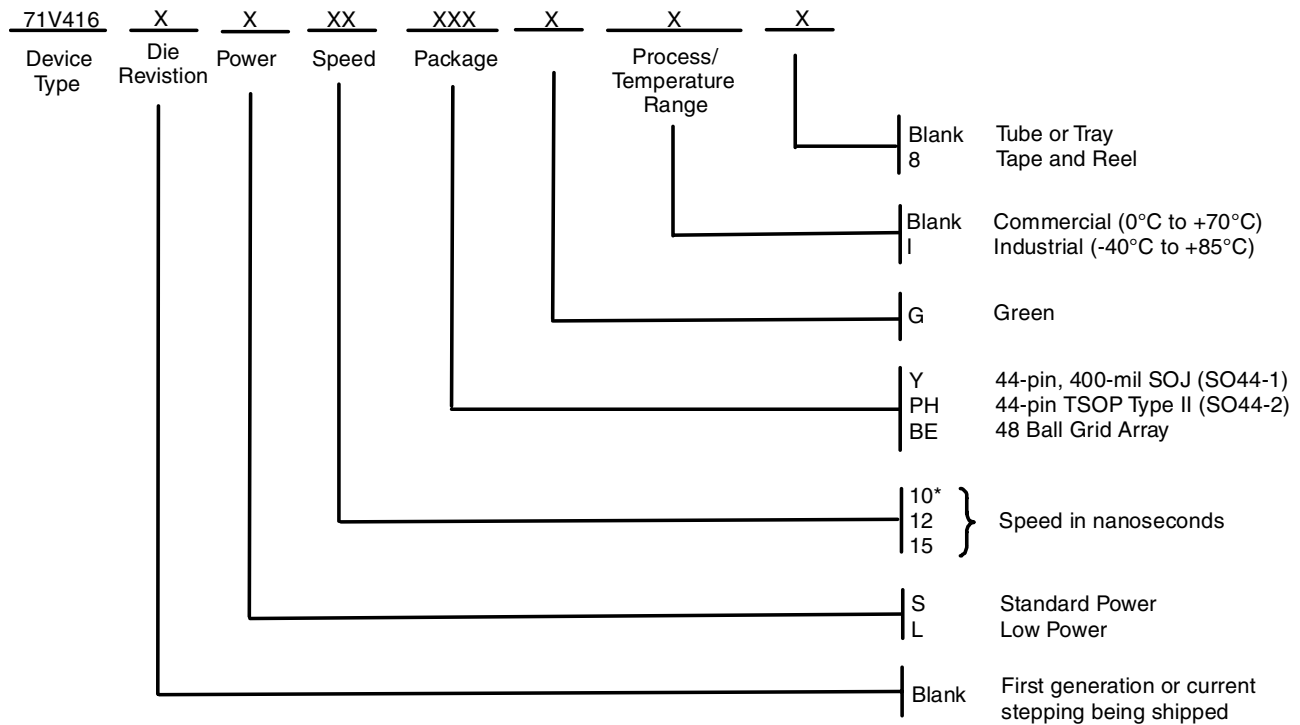 71V416 X X XX XXX X X X
Device Type
Die Revistion
Power
Speed
Package
Process/ Temperature Range
Blank Tube or Tray
8 Tape and Reel
Blank Commercial (0°C to +70°C)
I Industrial (-40°C to +85°C)
G Green
Y 44-pin, 400-mil SOJ (SO44-1)
PH 44-pin TSOP Type II (SO44-2)
BE 48 Ball Grid Array
10*
12 Speed in nanoseconds
15
S Standard Power
L Low Power
Blank First generation or current
stepping being shipped